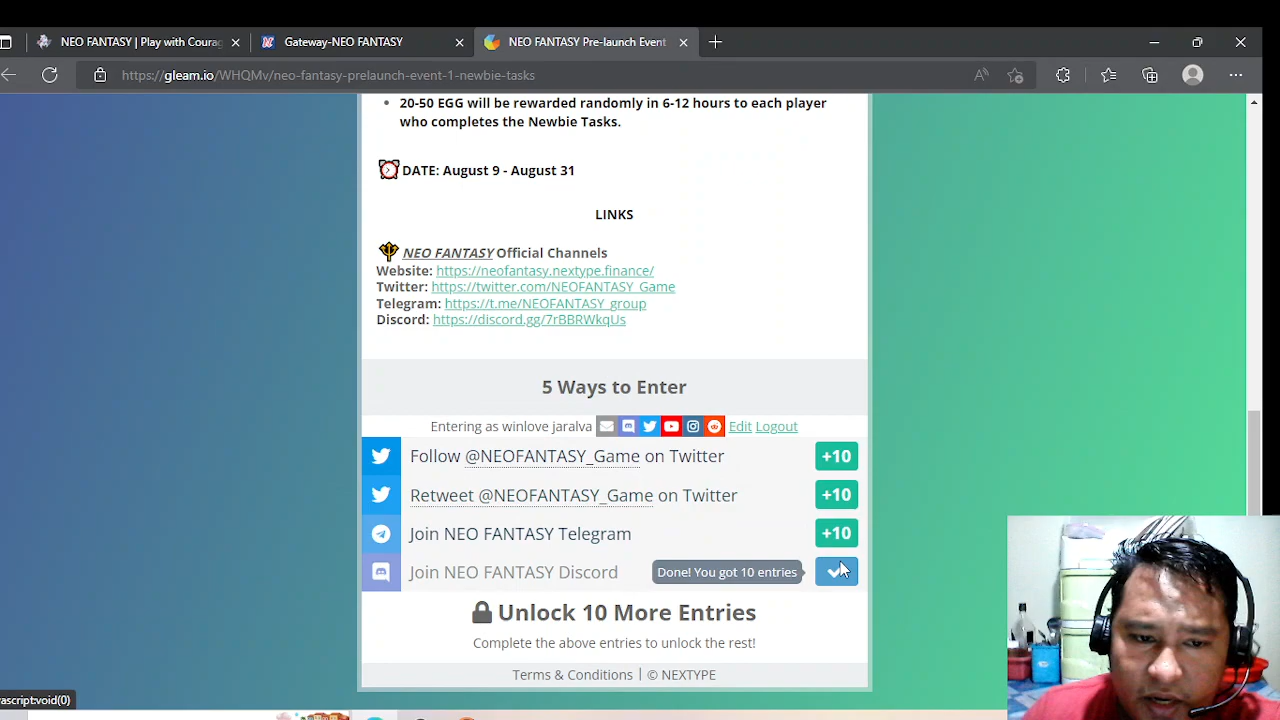 NEO FANTASY | Play with Courag
Gateway-NEO FANTASY
NEO FANTASY Pre-launch Event
https://gleam.io/WHQMv/neo-fantasy-prelaunch-event-1-newbie-tasks
20-50 EGG will be rewarded randomly in 6-12 hours to each player
who completes the Newbie Tasks.
DATE: August 9 - August 31
LINKS
NEO FANTASY Official Channels
Website: https://neofantasy.nextype.finance/
Twitter: https://twitter.com/NEOFANTASY_Game
Telegram: https://t.me/NEOFANTASY_group
Discord: https://discord.gg/7rBBRWkqUs
5 Ways to Enter
Entering as winlove jaralva Edit Logout
Follow @NEOFANTASY_Game on Twitter +10
Retweet @NEOFANTASY_Game on Twitter +10
Join NEO FANTASY Telegram +10
Join NEO FANTASY Discord Done! You got 10 entries
Unlock 10 More Entries
Complete the above entries to unlock the rest!
Terms & Conditions | © NEXTYPE
ascript:void(0)